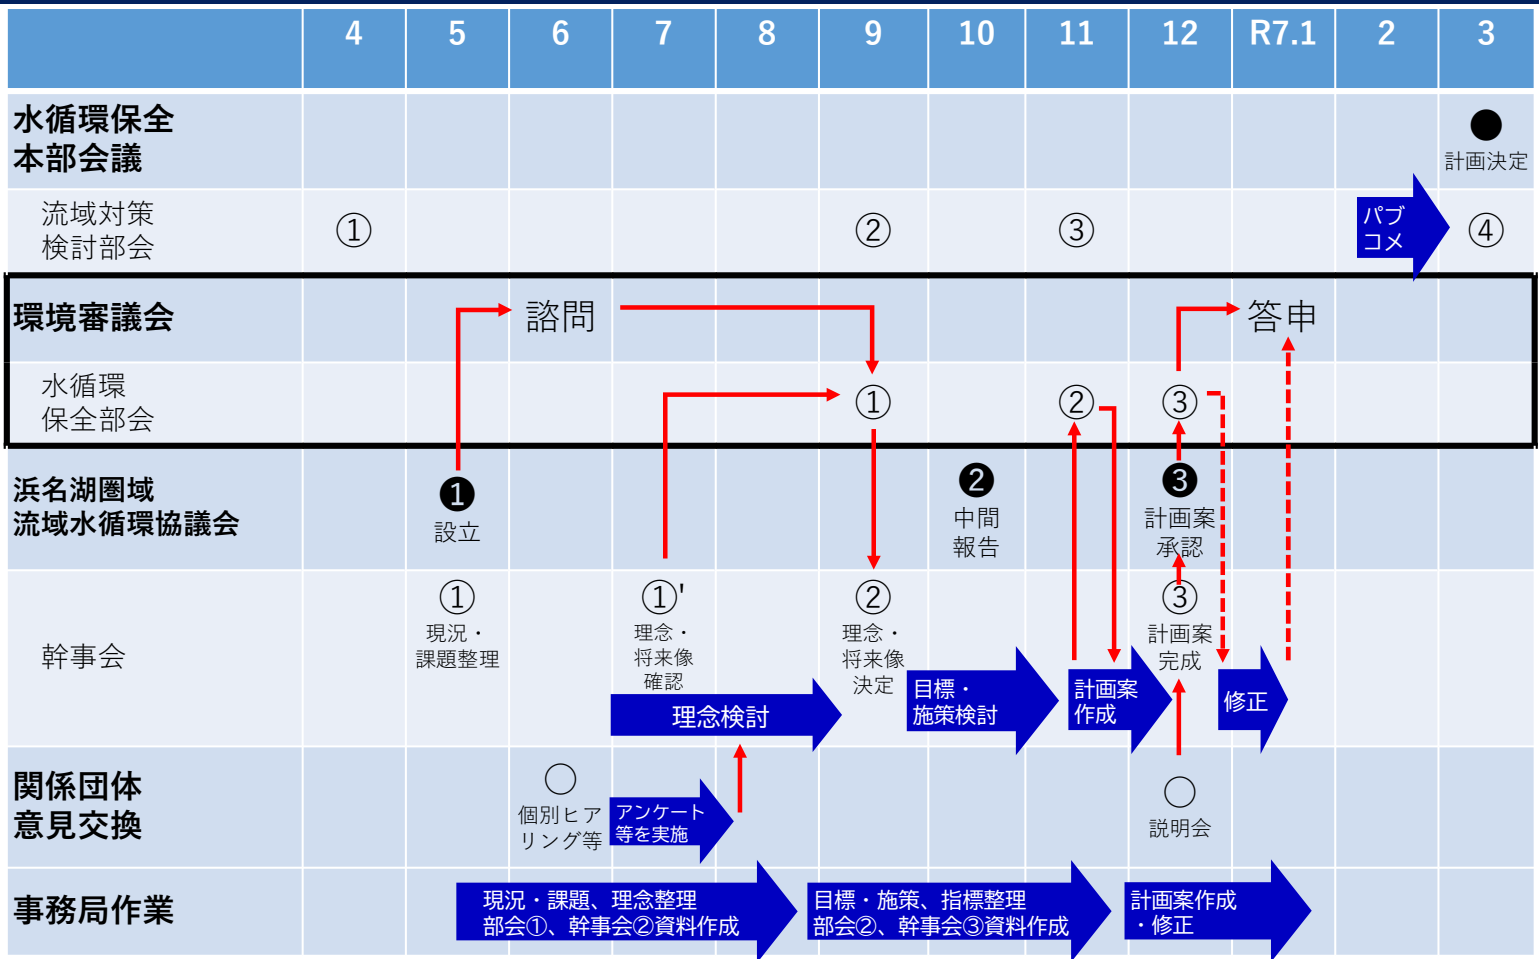 4 5 6 7 8 9 10 11 12 R7.1 2 3
水循環保全
本部会議
●
計画決定
流域対策
検討部会
① ② ③ ④
パブ
コメ
環境審議会
諮問 答申
水循環
保全部会
① ② ③
浜名湖圏域
流域水循環協議会
❶
設立
❷
中間
報告
❸
計画案
承認
幹事会
①
現況・
課題整理
①'
理念・
将来像
確認
②
理念・
将来像
決定
③
計画案
完成
理念検討
目標・
施策検討
計画案
作成
修正
関係団体
意見交換
○
個別ヒア
リング等
アンケート
等を実施
○
説明会
事務局作業
現況・課題、理念整理
部会①、幹事会②資料作成
目標・施策、指標整理
部会②、幹事会③資料作成
計画案作成
・修正